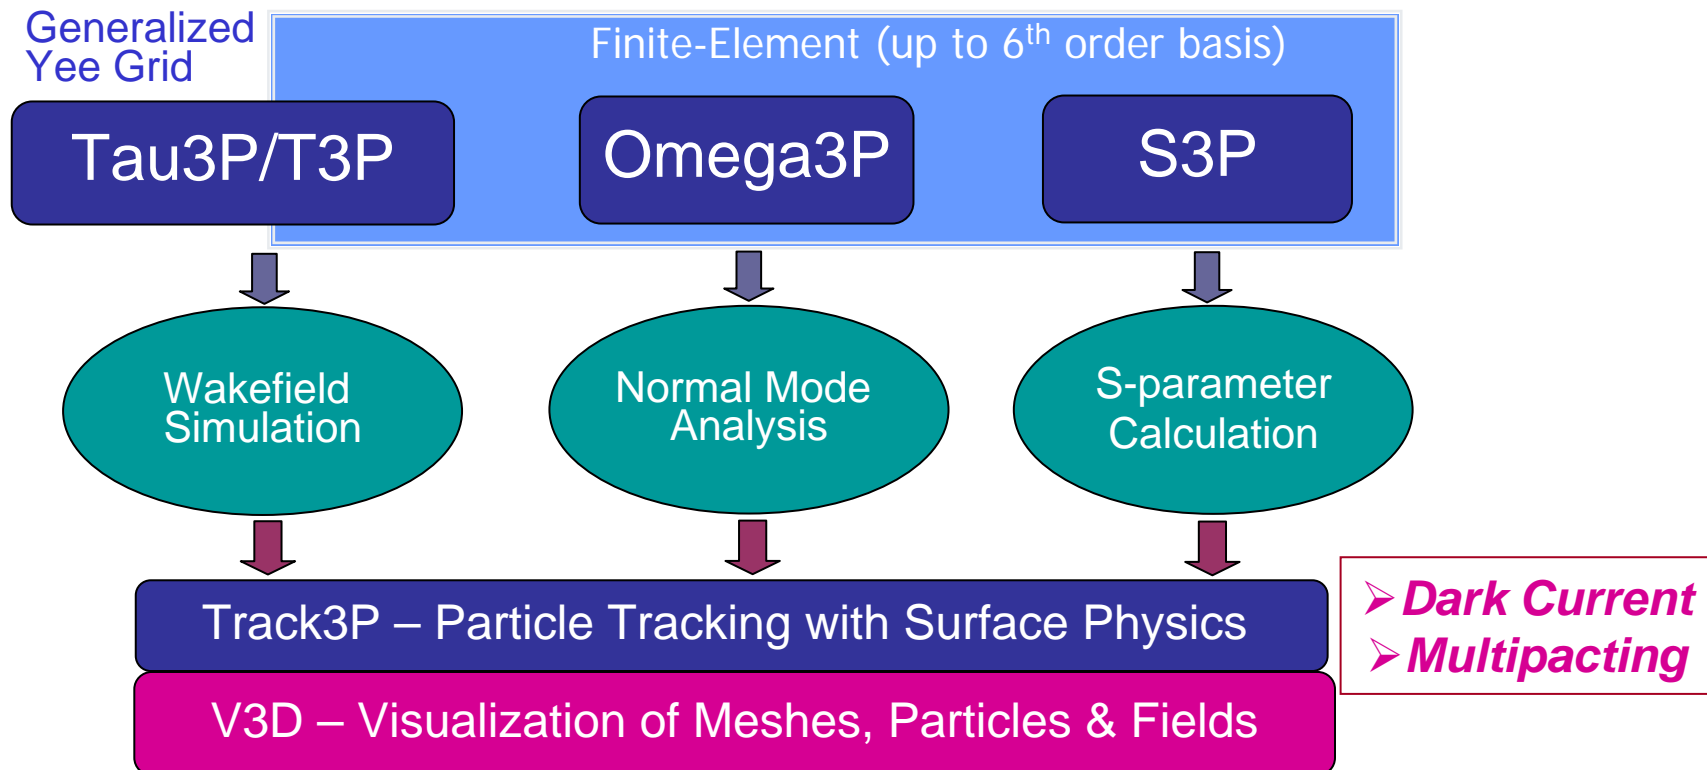 Generalized
Yee Grid
Finite-Element (up to 6th order basis)
Tau3P/T3P
Omega3P
S3P
Wakefield
Simulation
Normal Mode
Analysis
S-parameter
Calculation
Track3P – Particle Tracking with Surface Physics
➢Dark Current
➢Multipacting
V3D – Visualization of Meshes, Particles & Fields